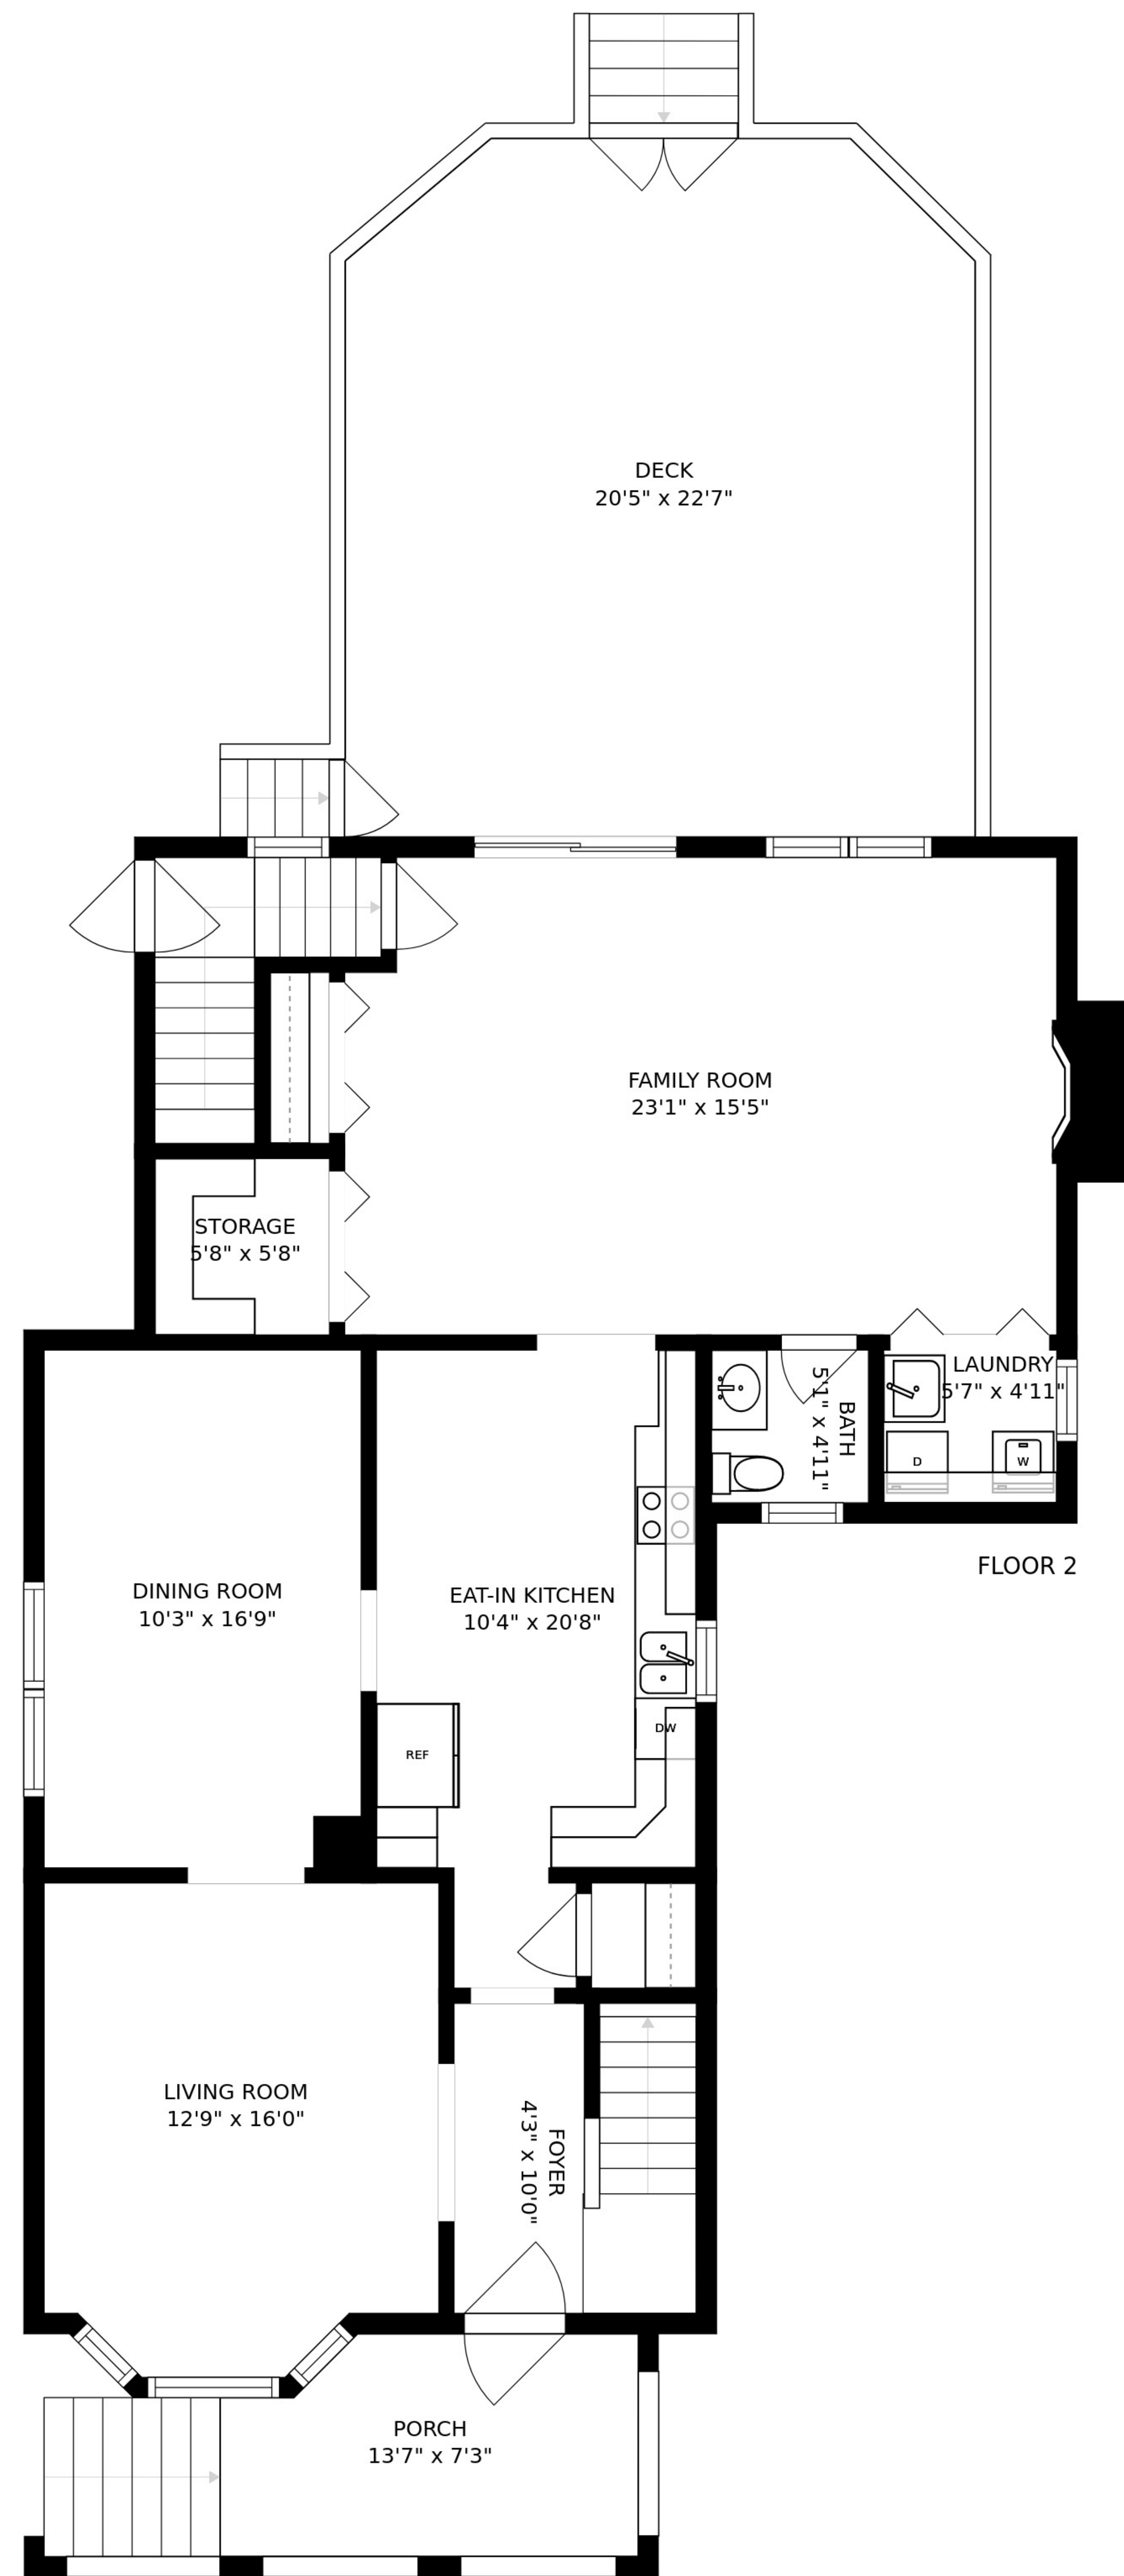 DECK
20'5" x 22'7"
FAMILY ROOM
23'1" x 15'5"
STORAGE
5'8" x 5'8"
LAUNDRY
5'7" x 4'11"
BATH
5'1" x 4'11"
D
W
FLOOR 2
DINING ROOM
10'3" x 16'9"
EAT-IN KITCHEN
10'4" x 20'8"
DW
REF
LIVING ROOM
12'9" x 16'0"
FOYER
4'3" x 10'0"
PORCH
13'7" x 7'3"